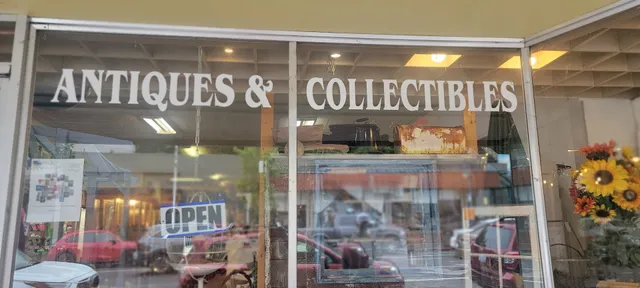 ANTIQUES & COLLECTIBLES
OPEN